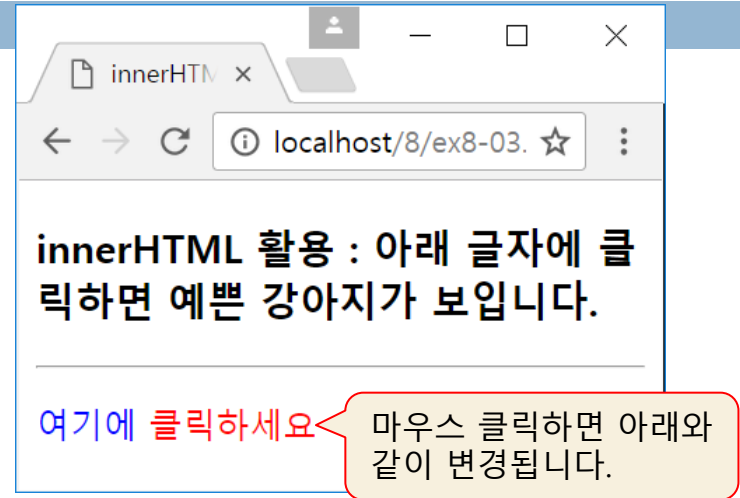 innerHTM
localhost/8/ex8-03.
innerHTML 활용 : 아래 글자에 클
릭하면 예쁜 강아지가 보입니다.
여기에 클릭하세요
마우스 클릭하면 아래와
같이 변경됩니다.